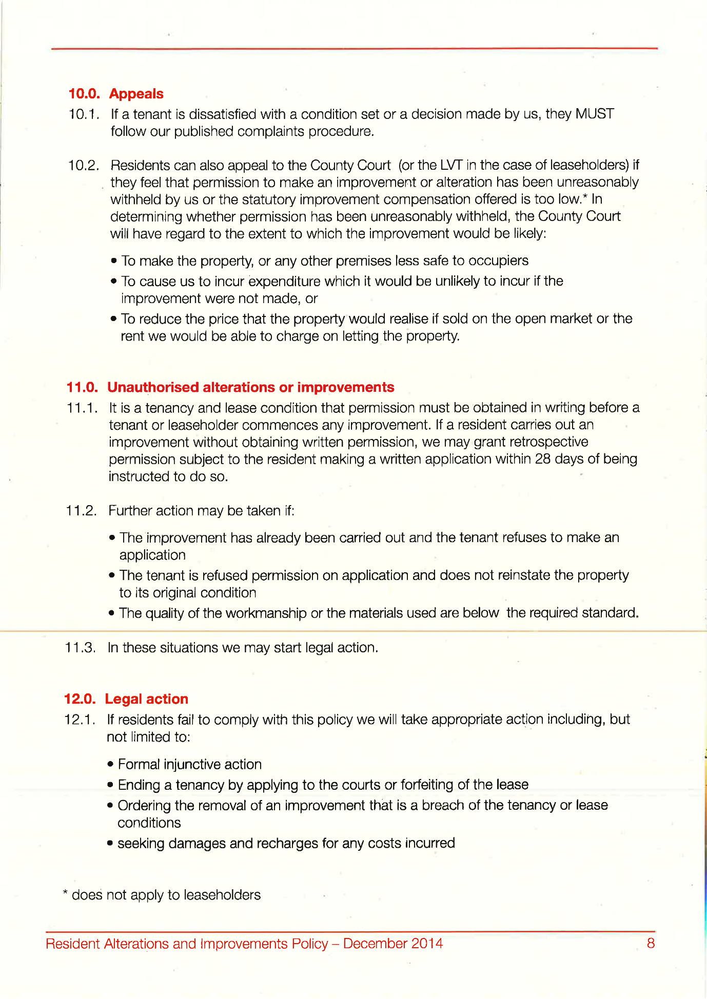 10.0. Appeals
10.1. If a tenant is dissatisfied with a condition set or a decision made by us, they MUST
follow our published complaints procedure.
10.2. Residents can also appeal to the County Court (or the LVT in the case of leaseholders) if
they feel that permission to make an improvement or alteration has been unreasonably
withheld by us or the statutory improvement compensation offered is too low.* In
determining whether permission has been unreasonably withheld, the County Court
will have regard to the extent to which the improvement would be likely:
• To make the property, or any other premises less safe to occupiers
• To cause us to incur expenditure which it would be unlikely to incur if the
improvement were not made, or
• To reduce the price that the property would realise if sold on the open market or the
rent we would be able to charge on letting the property.
11.0. Unauthorised alterations or improvements
11.1. It is a tenancy and lease condition that permission must be obtained in writing before a
tenant or leaseholder commences any improvement. If a resident carries out an
improvement without obtaining written permission, we may grant retrospective
permission subject to the resident making a written application within 28 days of being
instructed to do so.
11.2. Further action may be taken if:
• The improvement has already been carried out and the tenant refuses to make an
application
• The tenant is refused permission on application and does not reinstate the property
to its original condition
• The quality of the workmanship or the materials used are below the required standard.
11.3. In these situations we may start legal action.
12.0. Legal action
12.1. If residents fail to comply with this policy we will take appropriate action including, but
not limited to:
• Formal injunctive action
• Ending a tenancy by applying to the courts or forfeiting of the lease
• Ordering the removal of an improvement that is a breach of the tenancy or lease
conditions
• seeking damages and recharges for any costs incurred
* does not apply to leaseholders
Resident Alterations and Improvements Policy – December 2014 8